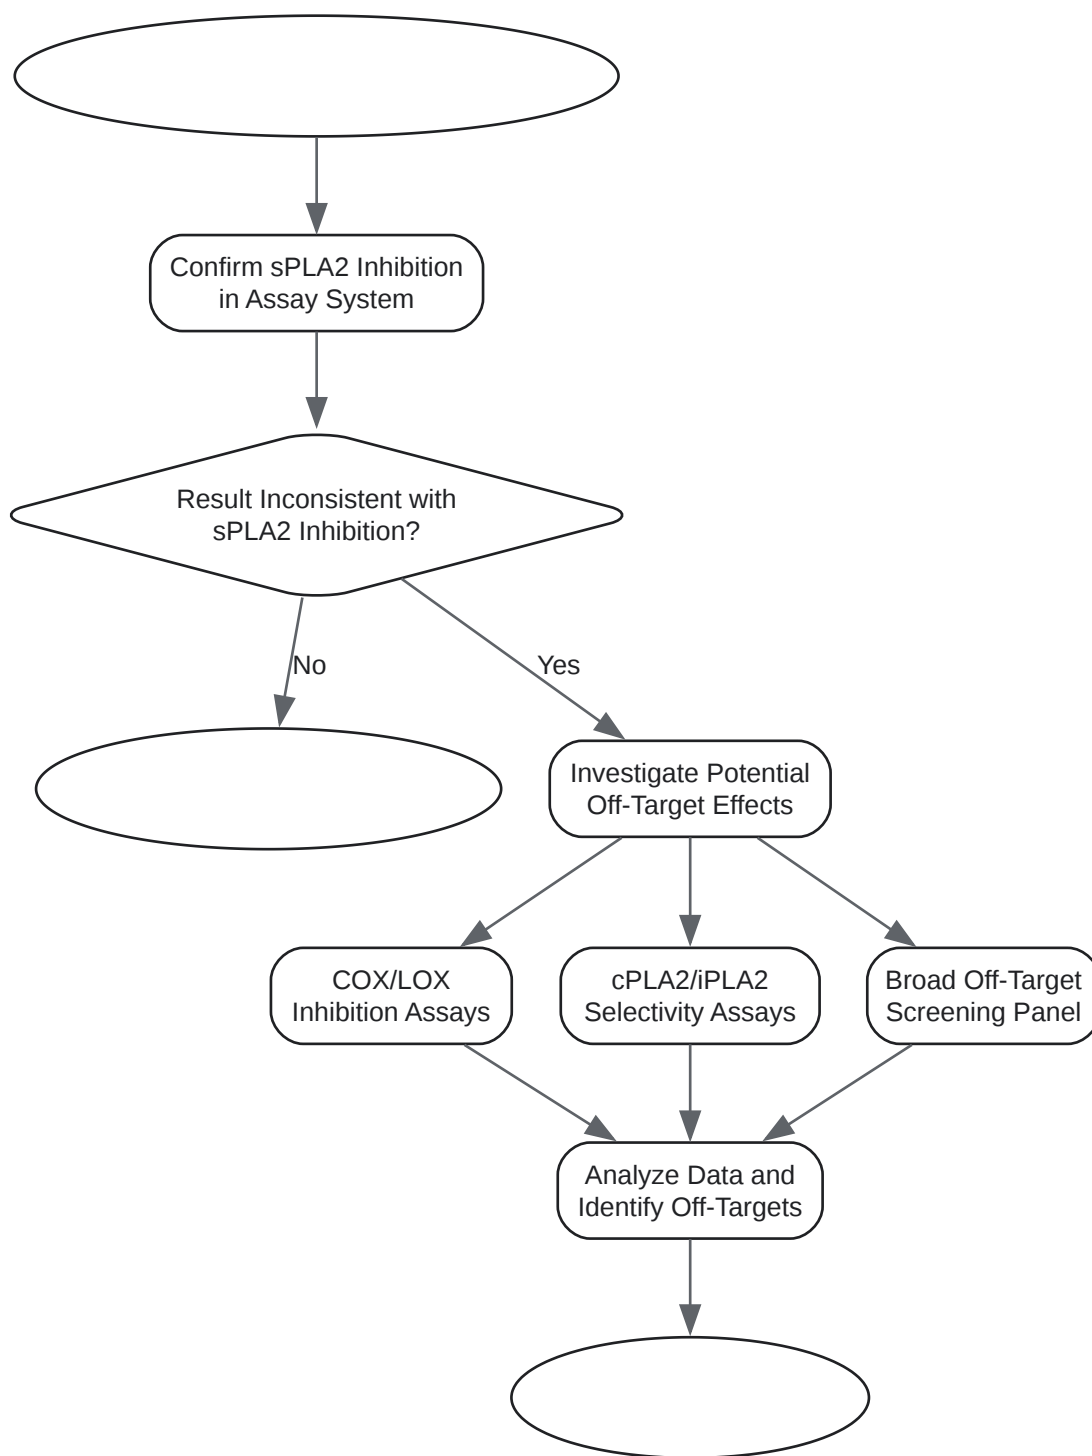 Confirm sPLA2 Inhibition
in Assay System
Result Inconsistent with
sPLA2 Inhibition?
No
Yes
Investigate Potential
Off-Target Effects
COX/LOX
Inhibition Assays
cPLA2/iPLA2
Selectivity Assays
Broad Off-Target
Screening Panel
Analyze Data and
Identify Off-Targets